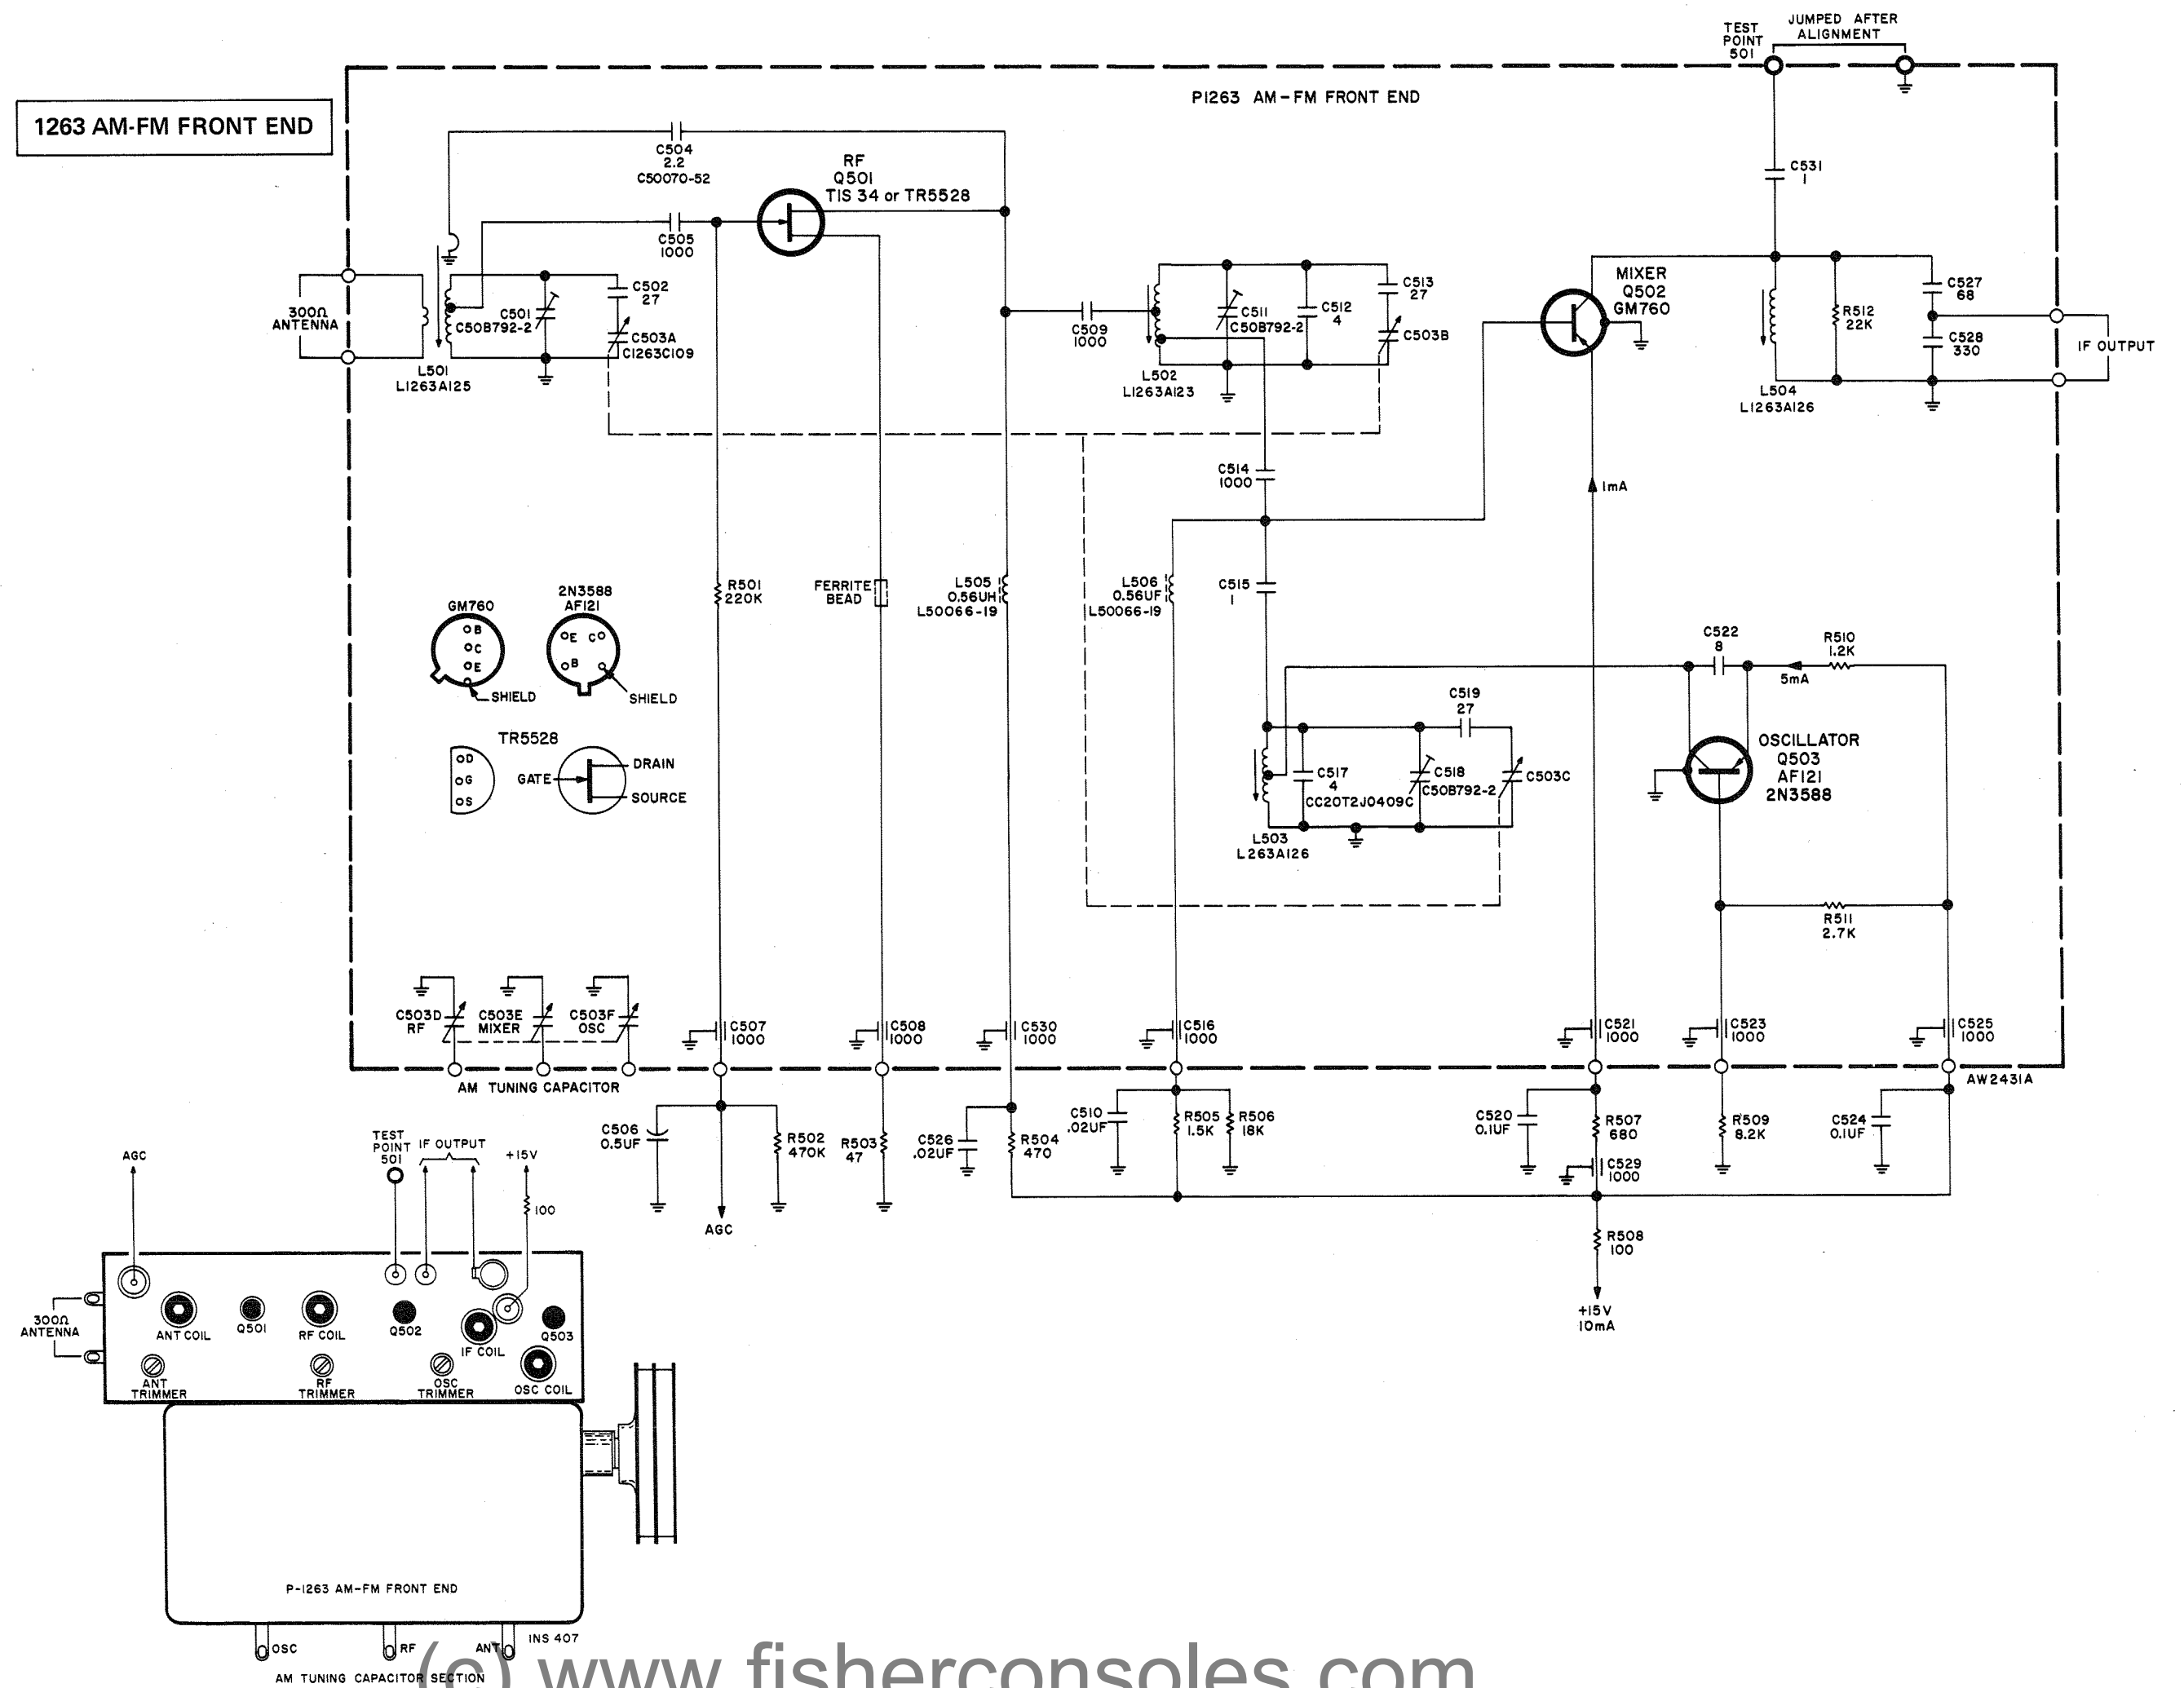 1263 AM-FM FRONT END
P1263 AM-FM FRONT END
TEST
POINT
501
JUMPED AFTER
ALIGNMENT
C504
2.2
C50070-52
RF
Q501
TIS 34 or TR5528
C505
1000
300Ω
ANTENNA
L501
L1263A125
C501
C50B792-2
C502
27
C503A
C1263C109
C509
1000
L502
L1263A123
C511
C50B792-2
C512
4
C513
27
C503B
MIXER
Q502
GM760
C531
1
L504
L1263A126
R512
22K
C527
68
C528
330
IF OUTPUT
C514
1000
1mA
R501
220K
FERRITE
BEAD
L505
0.56UH
L50066-19
L506
0.56UF
L50066-19
C515
1
GM760
B
C
E
SHIELD
2N3588
AF121
E C
B
SHIELD
TR5528
D
G
S
GATE
DRAIN
SOURCE
C522
8
R510
1.2K
5mA
C519
27
C517
4
CC20T2J0409C
C518
C50B792-2
C503C
L503
L263A126
OSCILLATOR
Q503
AF121
2N3588
R511
2.7K
C503D
RF
C503E
MIXER
C503F
OSC
AM TUNING CAPACITOR
C507
1000
C508
1000
C530
1000
C516
1000
C521
1000
C523
1000
C525
1000
AW2431A
C506
0.5UF
R502
470K
AGC
R503
47
C526
.02UF
R504
470
C510
.02UF
R505
1.5K
R506
18K
C520
0.1UF
R507
680
C529
1000
R509
8.2K
C524
0.1UF
R508
100
+15V
10mA
AGC
TEST
POINT
501
IF OUTPUT
+15V
100
300Ω
ANTENNA
ANT COIL
Q501
RF COIL
Q502
IF COIL
Q503
ANT
TRIMMER
RF
TRIMMER
OSC
TRIMMER
OSC COIL
P-1263 AM-FM FRONT END
OSC
RF
ANT
INS 407
AM TUNING CAPACITOR SECTION
(c) www.fisherconsoles.com